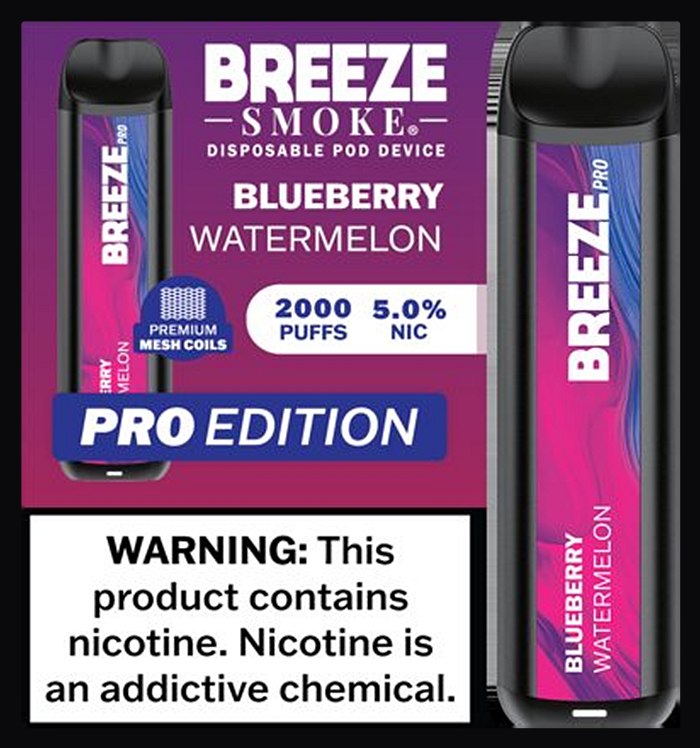 BREEZE
SMOKE®
DISPOSABLE POD DEVICE
BLUEBERRY
WATERMELON
BREEZE PRO
PREMIUM
MESH COILS
2000 PUFFS
5.0% NIC
RRY
MELON
PRO EDITION
WARNING: This
product contains
nicotine. Nicotine is
an addictive chemical.
BREEZE PRO
BLUEBERRY
WATERMELON